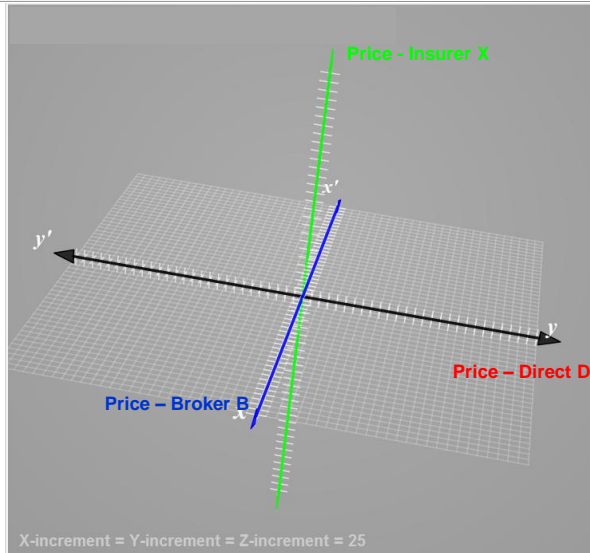 Price - Insurer X
x'
y'
y
Price – Direct D
Price – Broker B
x
X-increment = Y-increment = Z-increment = 25